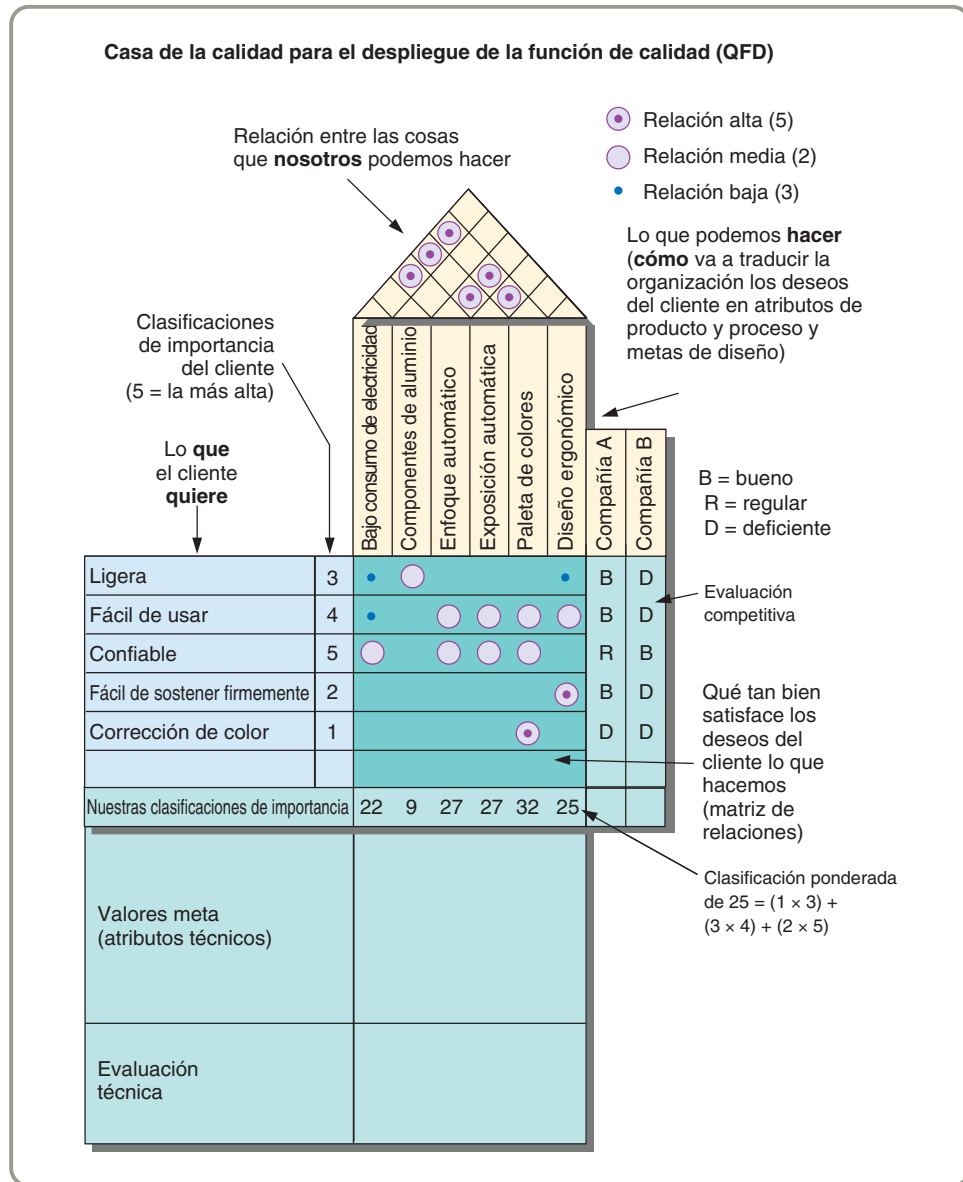 Casa de la calidad para el despliegue de la función de calidad (QFD)
Relación entre las cosas
que nosotros podemos hacer
Relación alta (5)
Relación media (2)
Relación baja (3)
Lo que podemos hacer
(cómo va a traducir la
organización los deseos
del cliente en atributos de
producto y proceso y
metas de diseño)
Clasificaciones
de importancia
del cliente
(5 = la más alta)
Lo que
el cliente
quiere
Bajo consumo de electricidad
Componentes de aluminio
Enfoque automático
Exposición automática
Paleta de colores
Diseño ergonómico
Compañía A
Compañía B
B = bueno
R = regular
D = deficiente
Ligera 3 B D
Fácil de usar 4 B D
Confiable 5 R B
Fácil de sostener firmemente 2 B D
Corrección de color 1 D D
Evaluación
competitiva
Qué tan bien
satisface los
deseos del
cliente lo que
hacemos
(matriz de
relaciones)
Nuestras clasificaciones de importancia 22 9 27 27 32 25
Clasificación ponderada
de 25 = (1 × 3) +
(3 × 4) + (2 × 5)
Valores meta
(atributos técnicos)
Evaluación
técnica